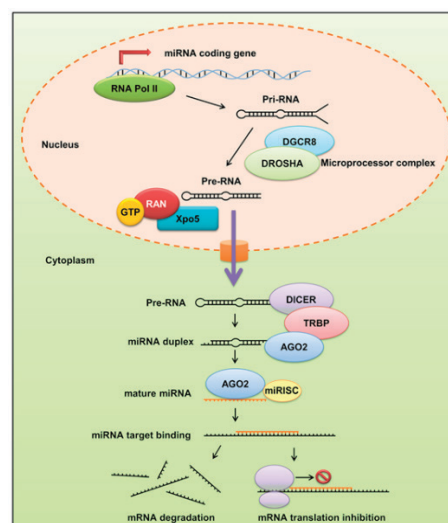 miRNA coding gene
RNA Pol II
Pri-RNA
Nucleus
DGCR8
DROSHA
Microprocessor complex
Pre-RNA
RAN
GTP
Xpo5
Cytoplasm
Pre-RNA
DICER
TRBP
miRNA duplex
AGO2
AGO2
mature miRNA
miRISC
miRNA target binding
mRNA degradation
mRNA translation inhibition